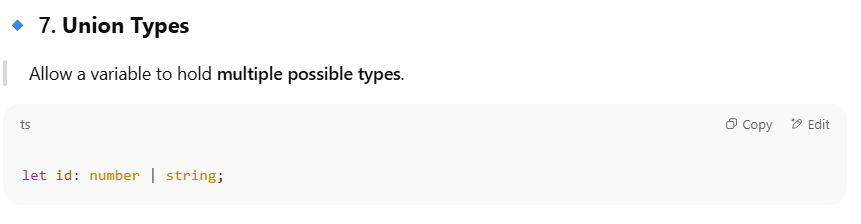 7. Union Types
Allow a variable to hold multiple possible types.
ts
Copy
Edit
let id: number | string;